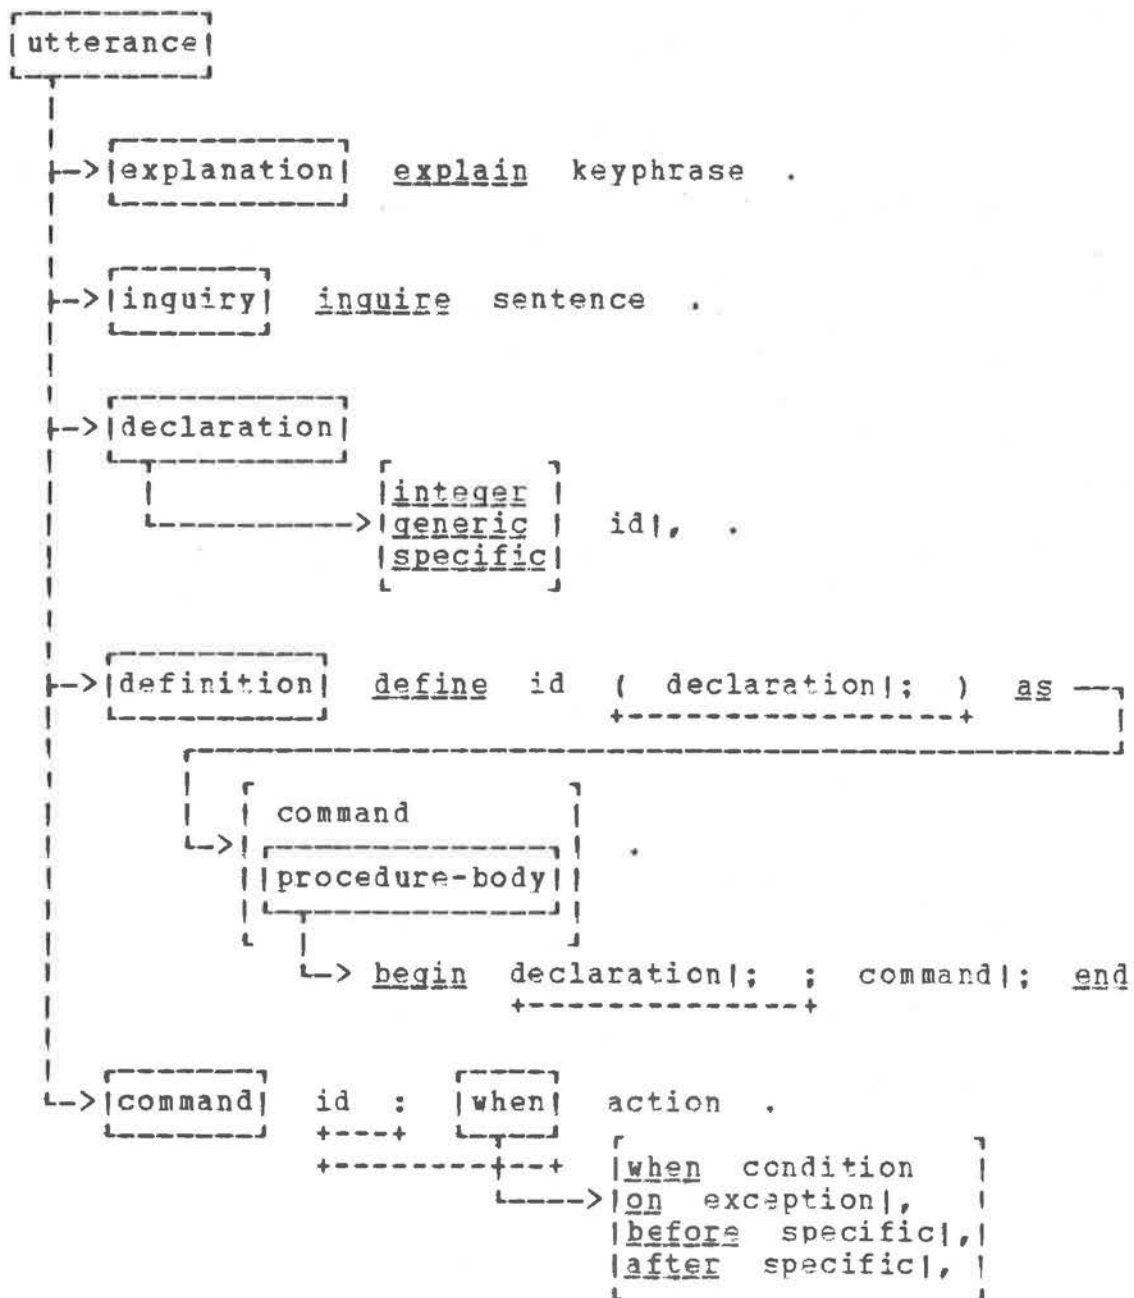 utterance
explanation explain keyphrase .
inquiry inquire sentence .
declaration
integer
generic id|, .
specific
definition define id ( declaration|; ) as
command
.
procedure-body
begin declaration|; ; command|; end
command id : when action .
when condition
on exception|,
before specific|,
after specific|,